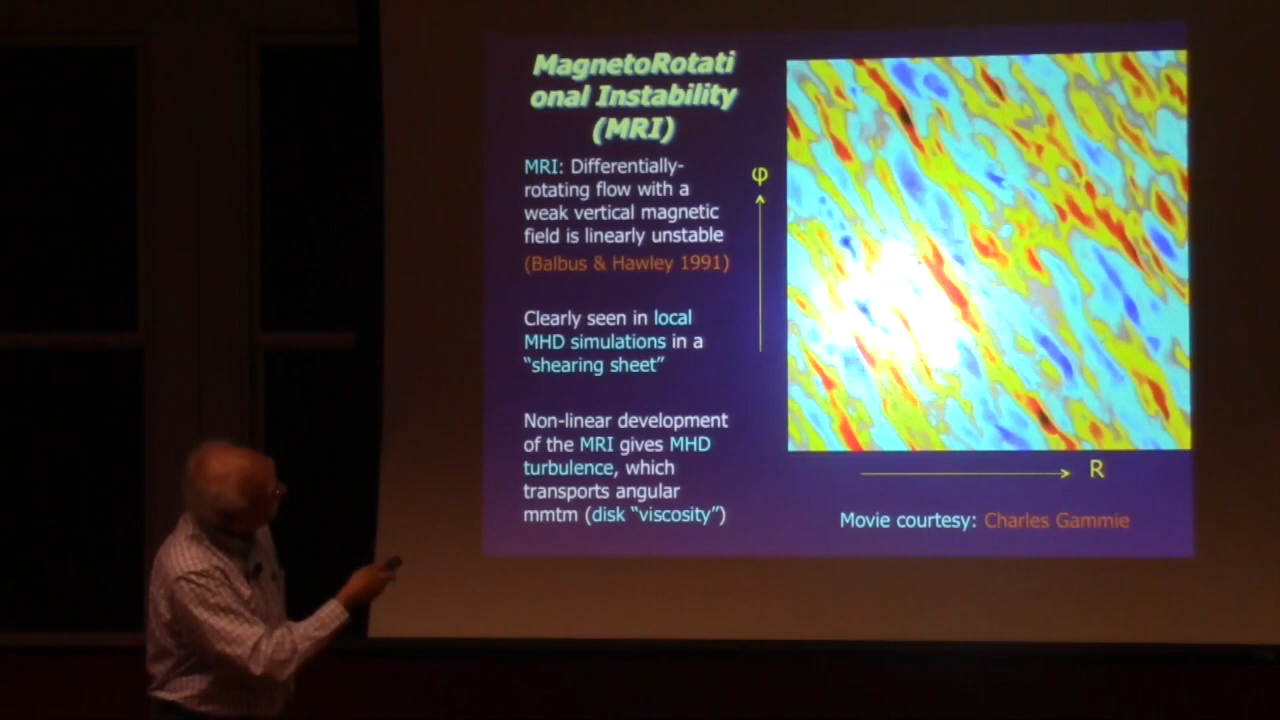 MagnetoRotati
onal Instability
(MRI)
MRI: Differentially-
rotating flow with a
weak vertical magnetic
field is linearly unstable
(Balbus & Hawley 1991)
Clearly seen in local
MHD simulations in a
“shearing sheet”
Non-linear development
of the MRI gives MHD
turbulence, which
transports angular
mmtm (disk “viscosity”)
φ
R
Movie courtesy: Charles Gammie